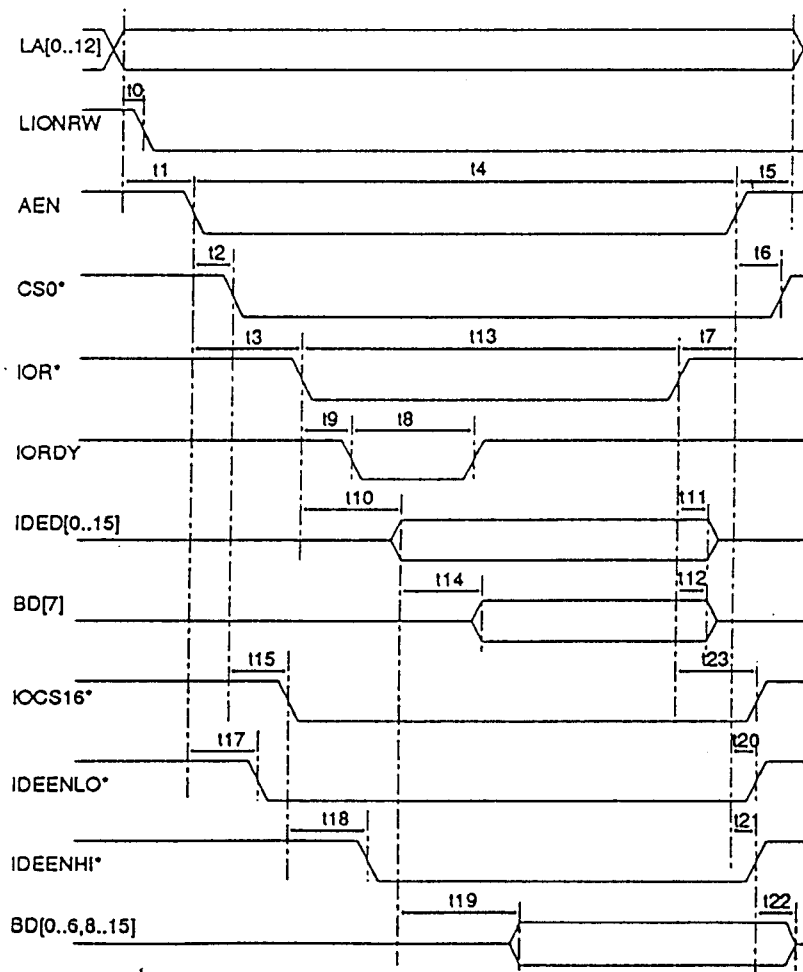 LA[0..12]
t0
LIONRW
t1 t4 t5
AEN
t2 t6
CS0*
t3 t13 t7
IOR*
t9 t8
IORDY
t10 t11
IDED[0..15]
t14 t12
BD[7]
t15 t23
IOCS16*
t17 t20
IDEENLO*
t18 t21
IDEENHI*
t19 t22
BD[0..6,8..15]